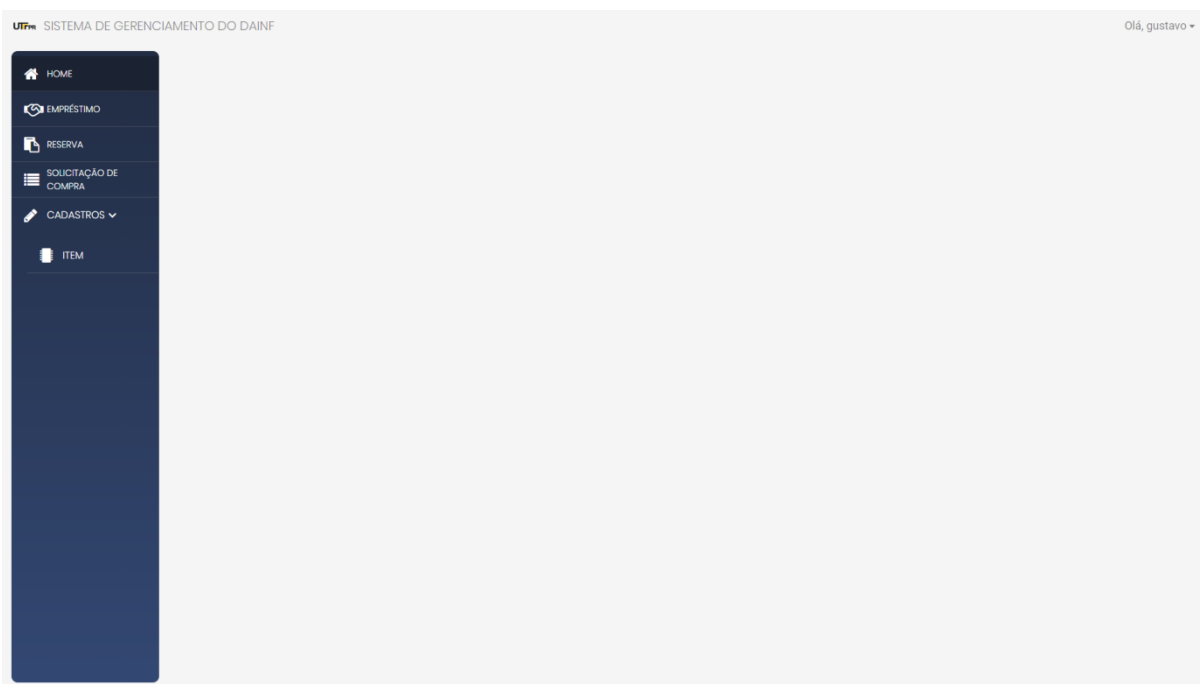 UTFPR SISTEMA DE GERENCIAMENTO DO DAINF
Olá, gustavo
HOME
EMPRÉSTIMO
RESERVA
SOLICITAÇÃO DE
COMPRA
CADASTROS
ITEM